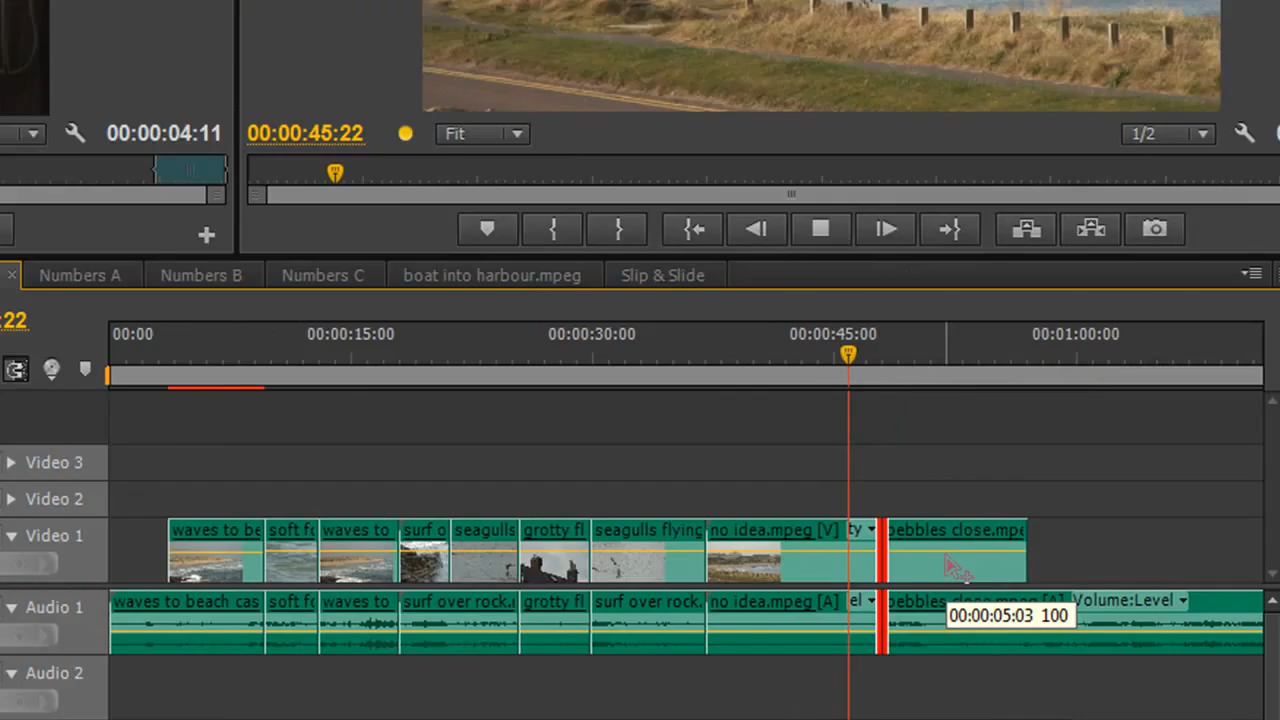 00:00:04:11
00:00:45:22
Fit
1/2
Numbers A
Numbers B
Numbers C
boat into harbour.mpeg
Slip & Slide
:22
00:00
00:00:15:00
00:00:30:00
00:00:45:00
00:01:00:00
Video 3
Video 2
Video 1
waves to be
soft fo
waves to
surf o
seagulls
grotty fl
seagulls flying
no idea.mpeg [V]
ty
pebbles close.mpe
Audio 1
waves to beach cas
soft fo
waves to
surf over rock.
grotty fl
surf over rock.
no idea.mpeg [A]
el
pebbles close.mpeg [A]
Volume:Level
00:00:05:03 100
Audio 2